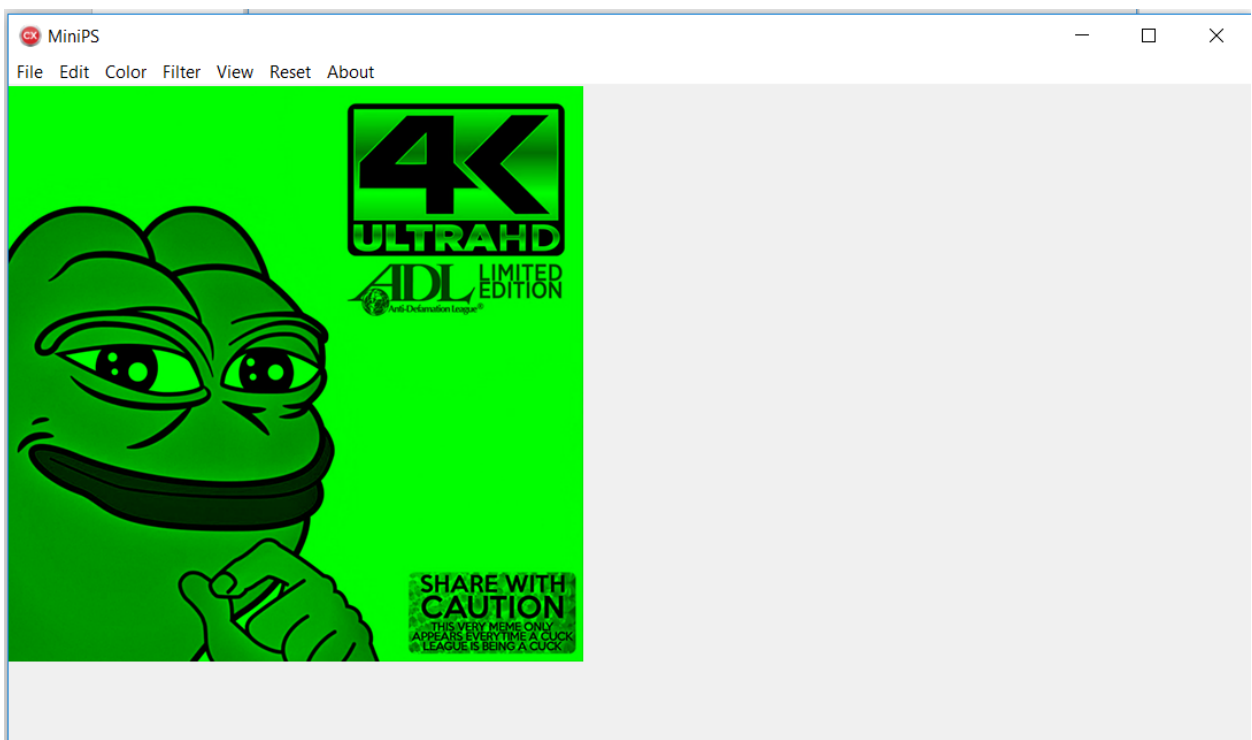 CX MiniPS
File Edit Color Filter View Reset About
4K
ULTRAHD
ADL LIMITED
EDITION
Anti-Defamation League®
SHARE WITH
CAUTION
THIS VERY MEME ONLY
APPEARS EVERYTIME A CUCK
LEAGUE IS BEING A CUCK